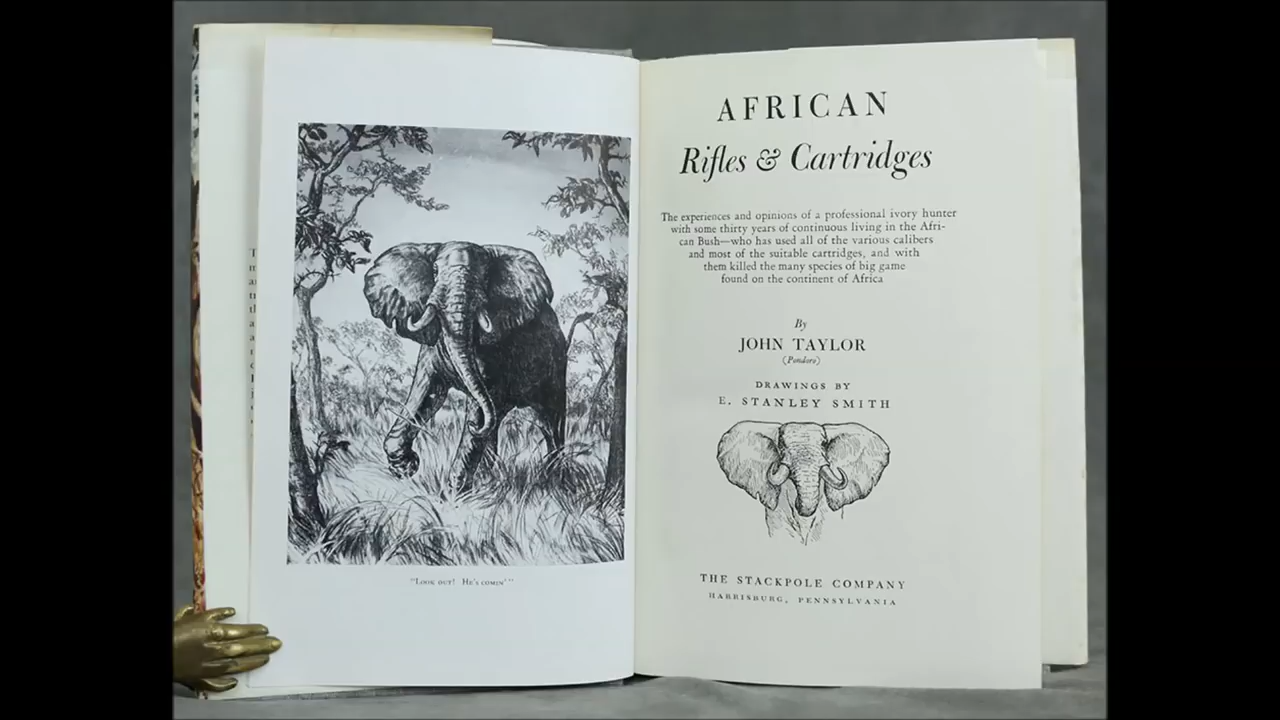 "Look out! He's comin'"
AFRICAN
Rifles & Cartridges
The experiences and opinions of a professional ivory hunter
with some thirty years of continuous living in the Afri-
can Bush—who has used all of the various calibers
and most of the suitable cartridges, and with
them killed the many species of big game
found on the continent of Africa
By
JOHN TAYLOR
(Pondoro)
DRAWINGS BY
E. STANLEY SMITH
THE STACKPOLE COMPANY
HARRISBURG, PENNSYLVANIA